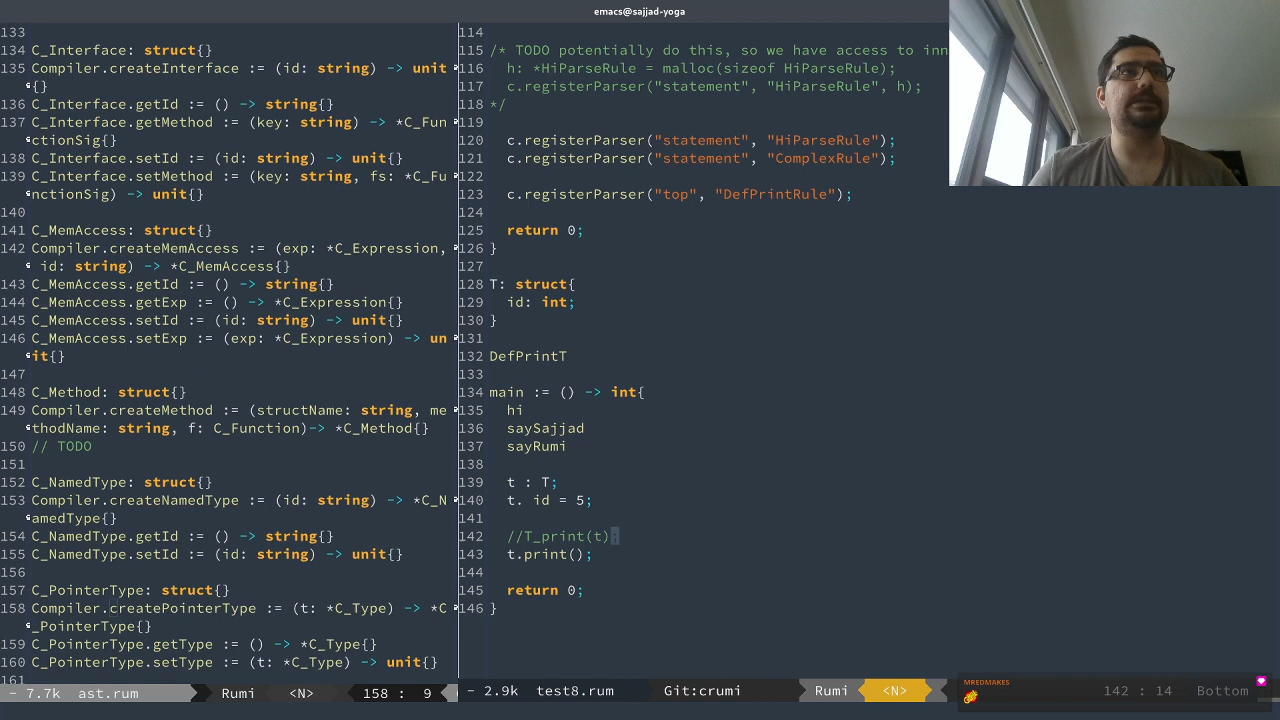 emacs@sajjad-yoga
133
134 C_Interface: struct{}
135 Compiler.createInterface := (id: string) -> unit
{}
136 C_Interface.getId := () -> string{}
137 C_Interface.getMethod := (key: string) -> *C_Fun
ctionSig{}
138 C_Interface.setId := (id: string) -> unit{}
139 C_Interface.setMethod := (key: string, fs: *C_Fu
nctionSig) -> unit{}
140
141 C_MemAccess: struct{}
142 Compiler.createMemAccess := (exp: *C_Expression,
id: string) -> *C_MemAccess{}
143 C_MemAccess.getId := () -> string{}
144 C_MemAccess.getExp := () -> *C_Expression{}
145 C_MemAccess.setId := (id: string) -> unit{}
146 C_MemAccess.setExp := (exp: *C_Expression) -> un
it{}
147
148 C_Method: struct{}
149 Compiler.createMethod := (structName: string, me
thodName: string, f: C_Function)-> *C_Method{}
150 // TODO
151
152 C_NamedType: struct{}
153 Compiler.createNamedType := (id: string) -> *C_N
amedType{}
154 C_NamedType.getId := () -> string{}
155 C_NamedType.setId := (id: string) -> unit{}
156
157 C_PointerType: struct{}
158 Compiler.createPointerType := (t: *C_Type) -> *C
_PointerType{}
159 C_PointerType.getType := () -> *C_Type{}
160 C_PointerType.setType := (t: *C_Type) -> unit{}
161
- 7.7k ast.rum Rumi <N> 158 : 9
114
115 /* TODO potentially do this, so we have access to inn
116 h: *HiParseRule = malloc(sizeof HiParseRule);
117 c.registerParser("statement", "HiParseRule", h);
118 */
119
120 c.registerParser("statement", "HiParseRule");
121 c.registerParser("statement", "ComplexRule");
122
123 c.registerParser("top", "DefPrintRule");
124
125 return 0;
126 }
127
128 T: struct{
129 id: int;
130 }
131
132 DefPrintT
133
134 main := () -> int{
135 hi
136 saySajjad
137 sayRumi
138
139 t : T;
140 t. id = 5;
141
142 //T_print(t);
143 t.print();
144
145 return 0;
146 }
- 2.9k test8.rum Git:crumi Rumi <N> 142 : 14 Bottom
MREDMAKES